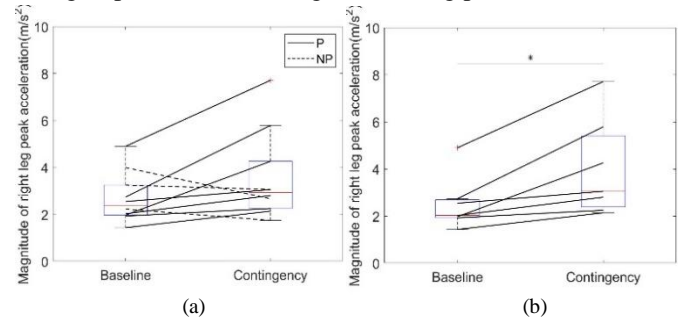 Magnitude of right leg peak acceleration(m/s²)
10
8
6
4
2
0
P
NP
Baseline
Contingency
(a)
Magnitude of right leg peak acceleration(m/s²)
10
8
6
4
2
0
*
Baseline
Contingency
(b)